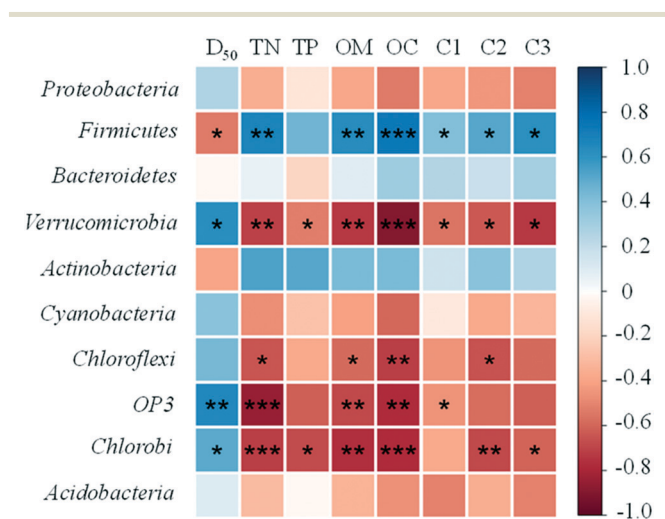 D₅₀ TN TP OM OC C1 C2 C3
Proteobacteria
Firmicutes * ** ** *** * * *
Bacteroidetes
Verrucomicrobia * ** * ** *** * * *
Actinobacteria
Cyanobacteria
Chloroflexi * * ** *
OP3 ** *** ** ** *
Chlorobi * *** * ** *** ** *
Acidobacteria
1.0
0.8
0.6
0.4
0.2
0
-0.2
-0.4
-0.6
-0.8
-1.0